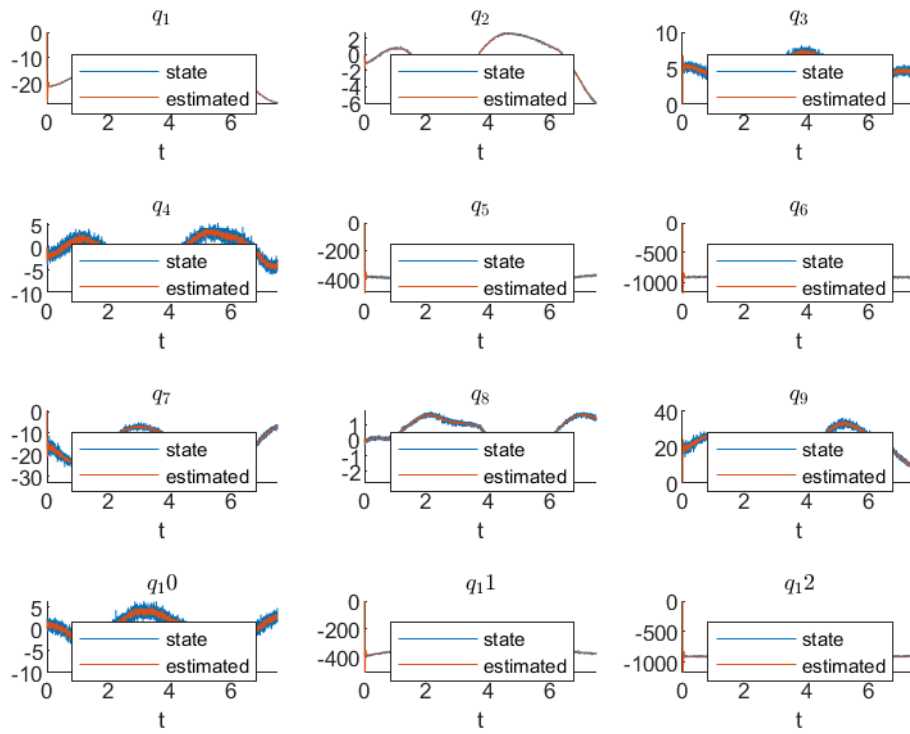 q₁
0
-10
-20
state
estimated
0 2 4 6
t
q₂
2
0
-2
-4
-6
state
estimated
0 2 4 6
t
q₃
10
5
0
state
estimated
0 2 4 6
t
q₄
5
0
-5
-10
state
estimated
0 2 4 6
t
q₅
0
-200
-400
state
estimated
0 2 4 6
t
q₆
0
-500
-1000
state
estimated
0 2 4 6
t
q₇
0
-10
-20
-30
state
estimated
0 2 4 6
t
q₈
1
0
-1
-2
state
estimated
0 2 4 6
t
q₉
40
20
0
state
estimated
0 2 4 6
t
q₁0
5
0
-5
-10
state
estimated
0 2 4 6
t
q₁1
0
-200
-400
state
estimated
0 2 4 6
t
q₁2
0
-500
-1000
state
estimated
0 2 4 6
t